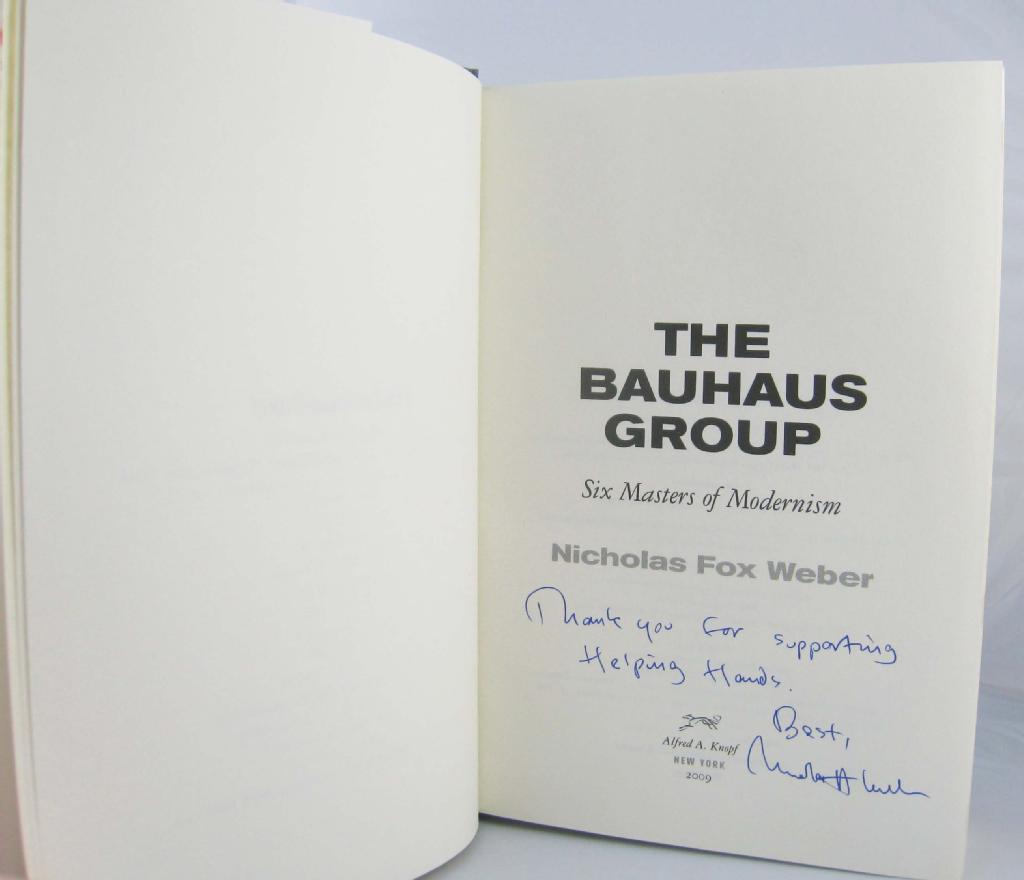 THE
BAUHAUS
GROUP
Six Masters of Modernism
Nicholas Fox Weber
Thank you for supporting
Helping Hands.
Best,
Alfred A. Knopf
NEW YORK
2009